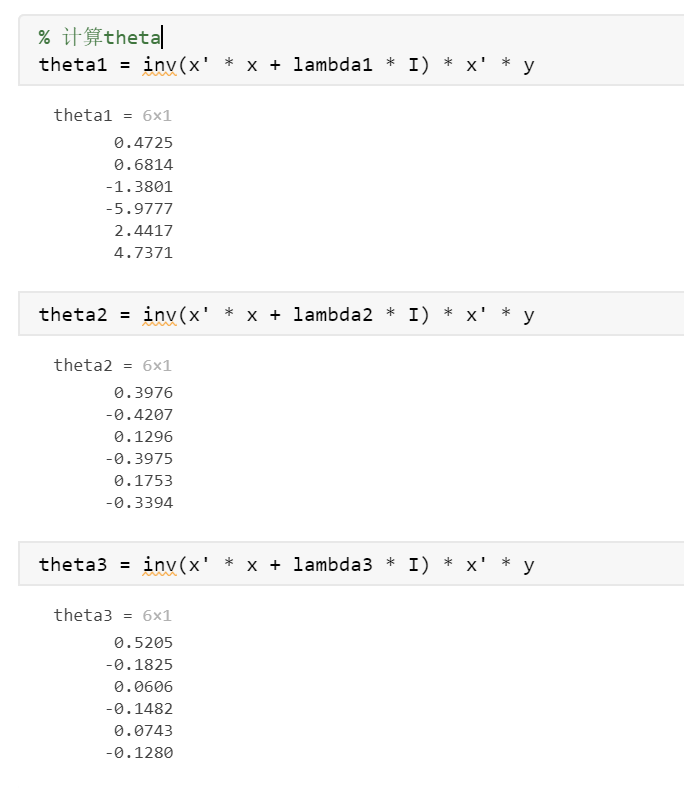 % 计算theta
theta1 = inv(x' * x + lambda1 * I) * x' * y
theta1 = 6×1
0.4725
0.6814
-1.3801
-5.9777
2.4417
4.7371
theta2 = inv(x' * x + lambda2 * I) * x' * y
theta2 = 6×1
0.3976
-0.4207
0.1296
-0.3975
0.1753
-0.3394
theta3 = inv(x' * x + lambda3 * I) * x' * y
theta3 = 6×1
0.5205
-0.1825
0.0606
-0.1482
0.0743
-0.1280